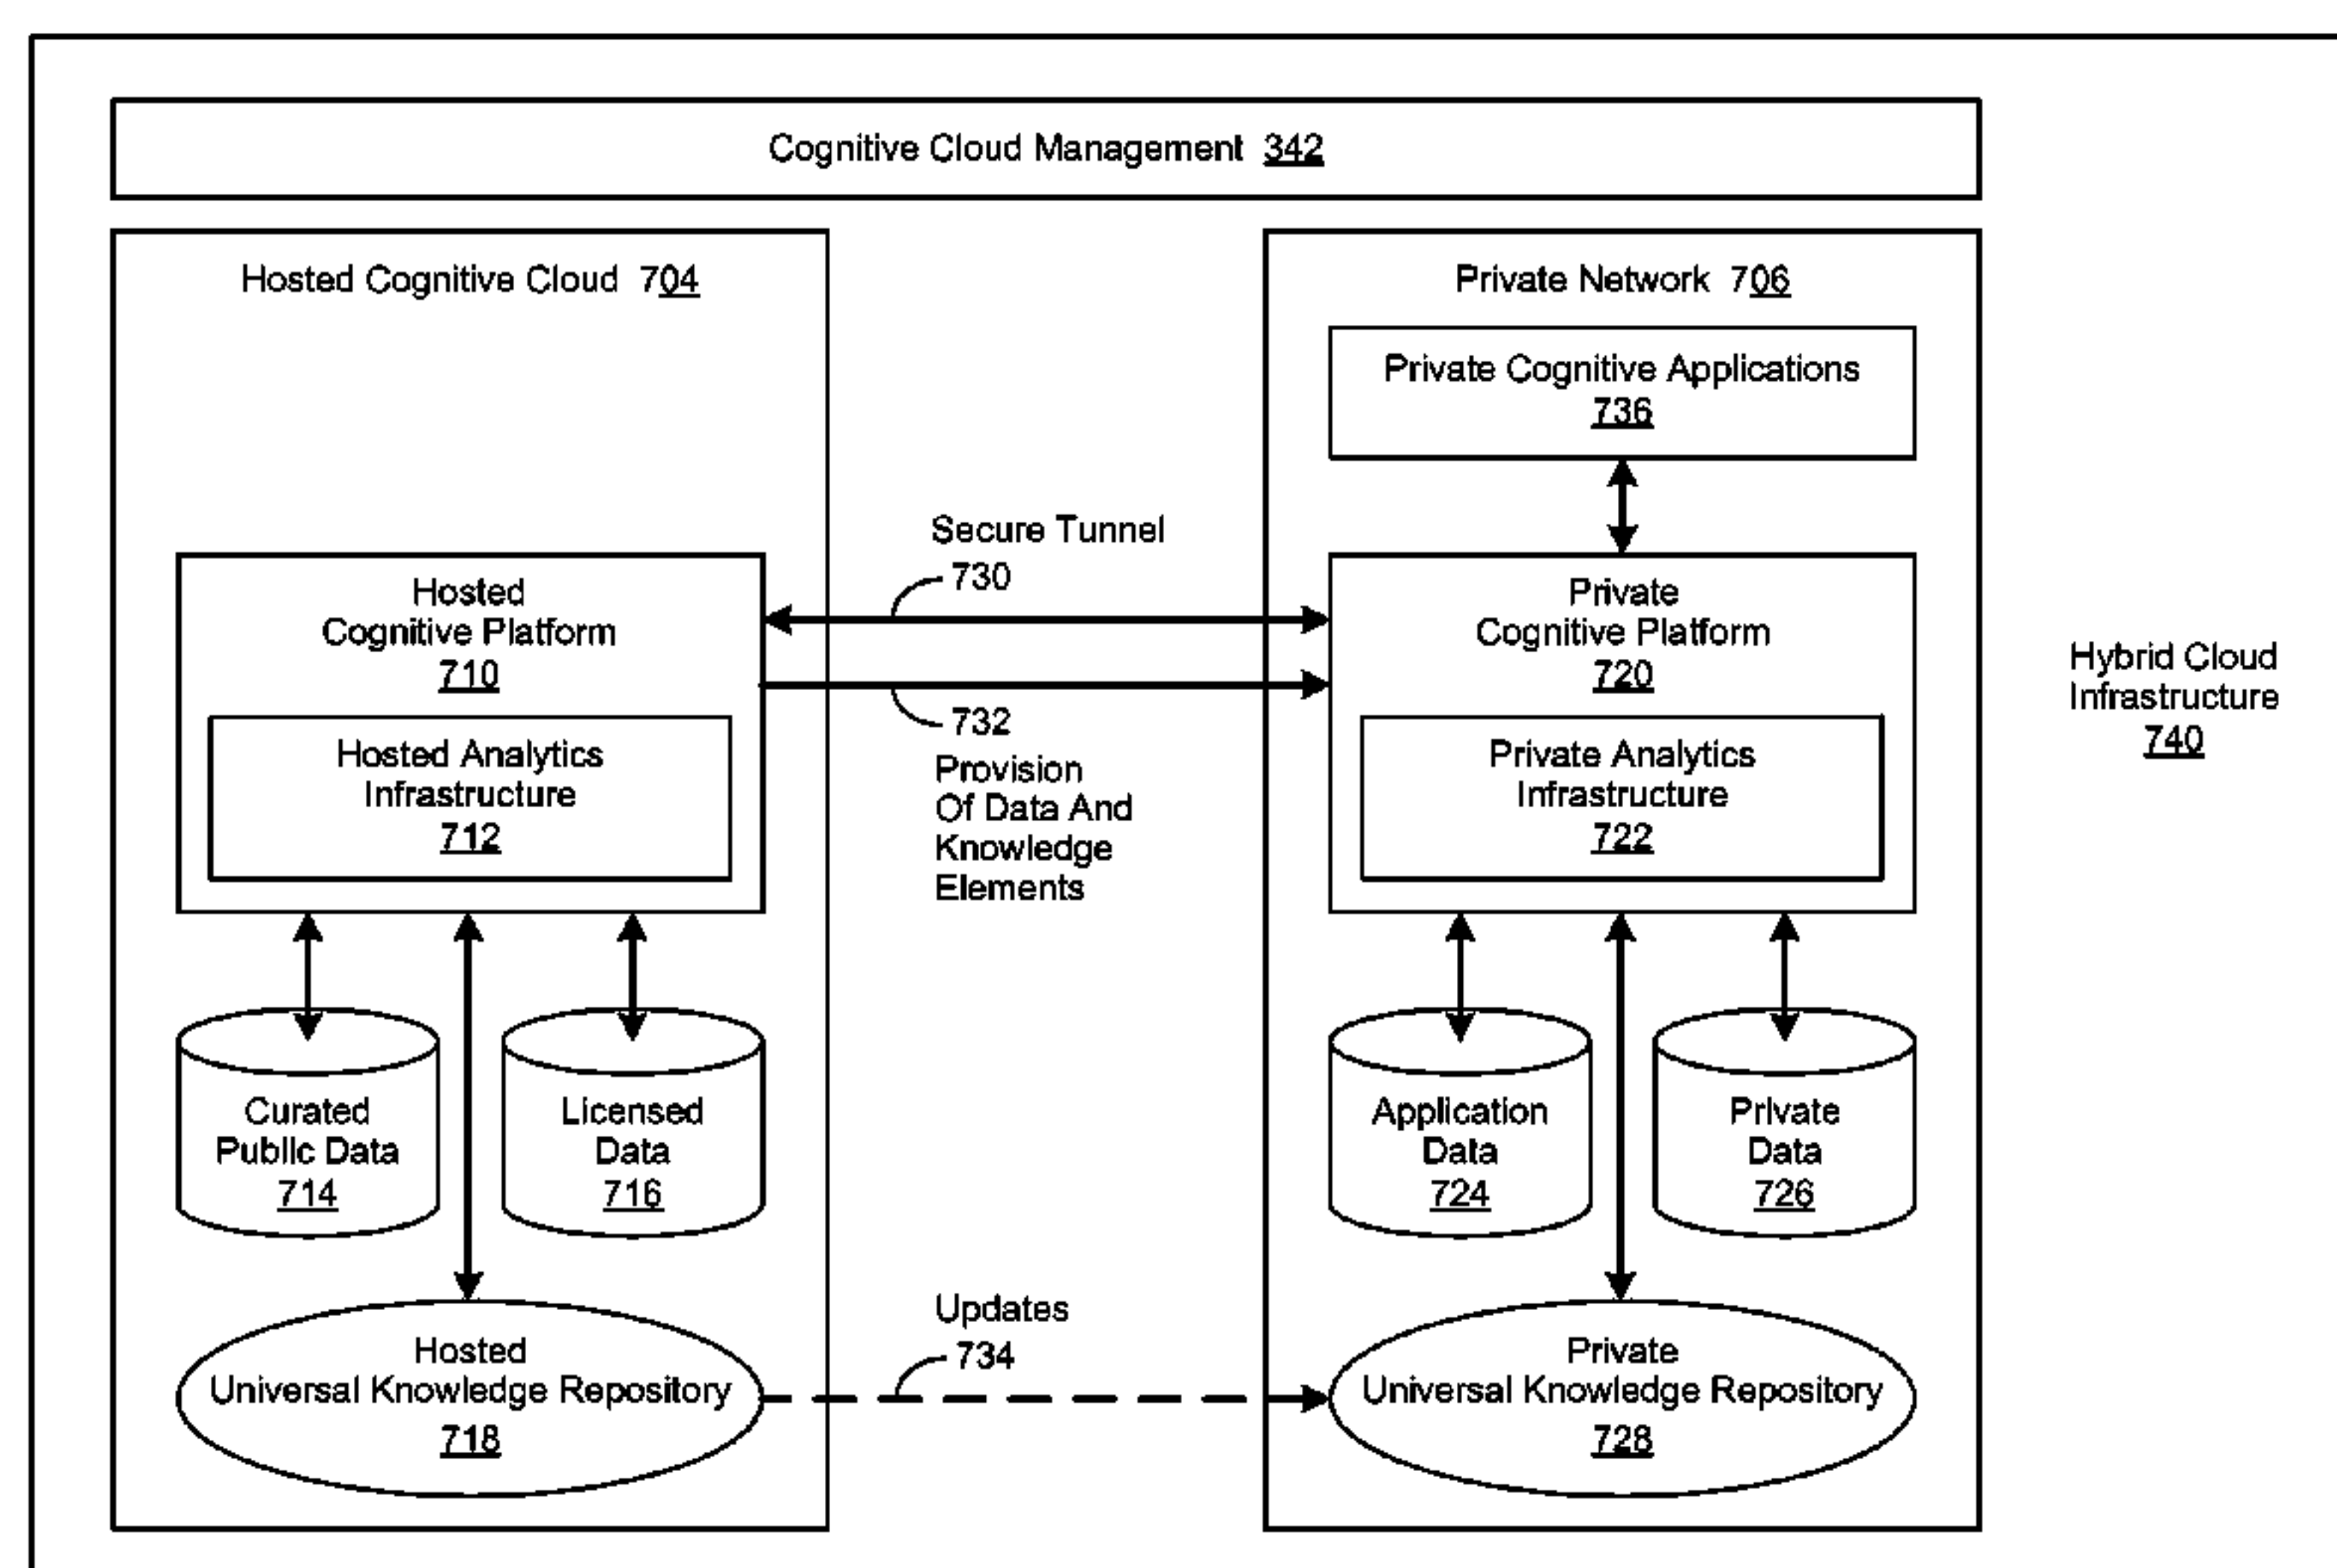 Cognitive Cloud Management 342
Hosted Cognitive Cloud 704
Private Network 706
Private Cognitive Applications
736
Secure Tunnel
730
Hosted
Cognitive Platform
710
Private
Cognitive Platform
720
Hybrid Cloud
Infrastructure
740
732
Provision
Of Data And
Knowledge
Elements
Hosted Analytics
Infrastructure
712
Private Analytics
Infrastructure
722
Curated
Public Data
714
Licensed
Data
716
Application
Data
724
Private
Data
726
Updates
734
Hosted
Universal Knowledge Repository
718
Private
Universal Knowledge Repository
728